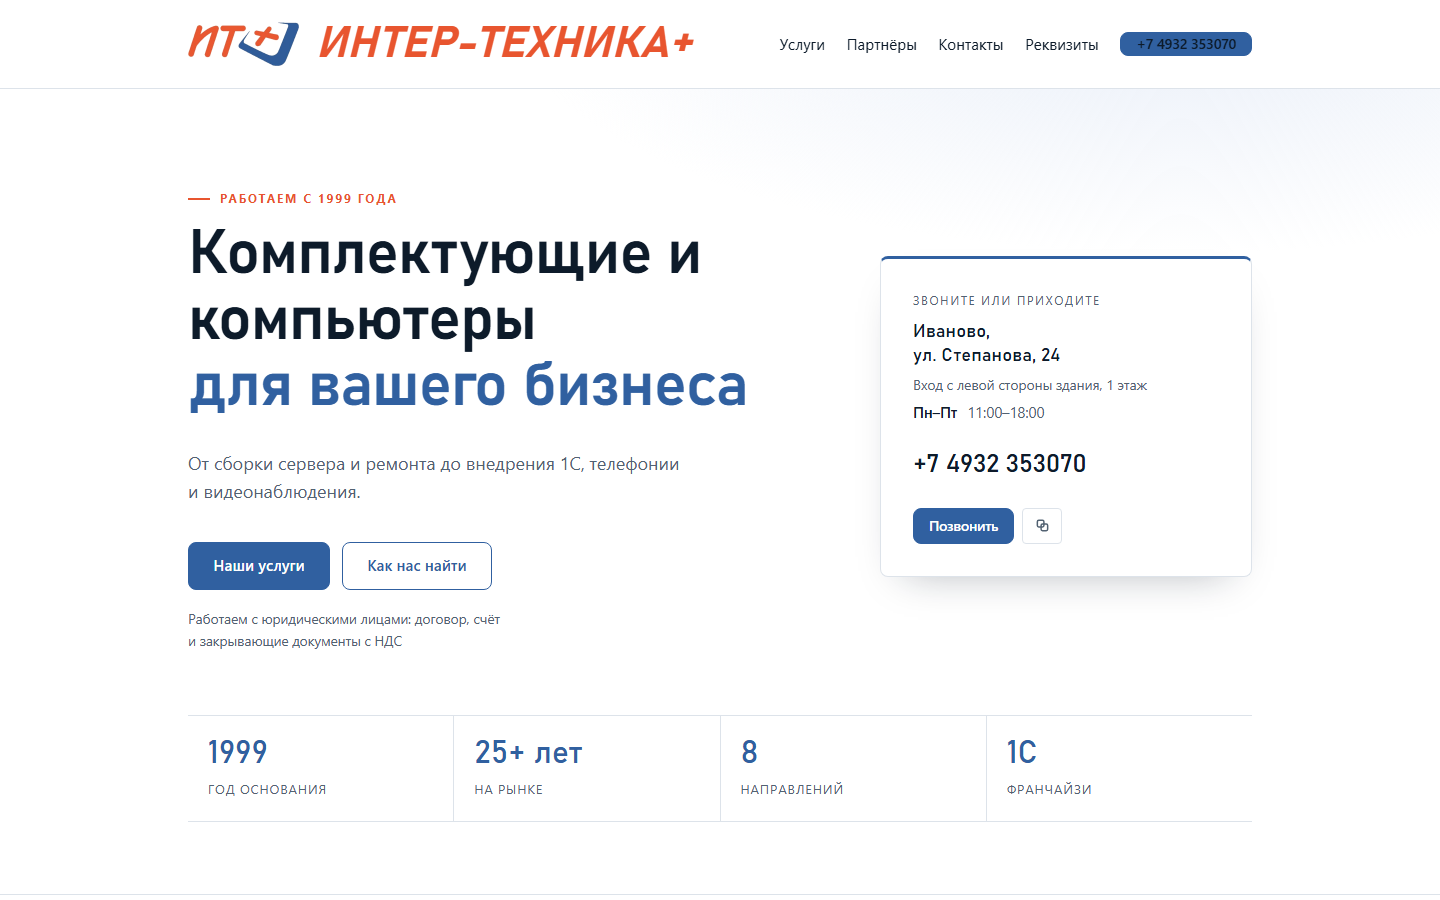 ИТ+ ИНТЕР-ТЕХНИКА+
Услуги Партнёры Контакты Реквизиты +7 4932 353070
РАБОТАЕМ С 1999 ГОДА
Комплектующие и
компьютеры
для вашего бизнеса
От сборки сервера и ремонта до внедрения 1С, телефонии
и видеонаблюдения.
Наши услуги Как нас найти
Работаем с юридическими лицами: договор, счёт
и закрывающие документы с НДС
ЗВОНИТЕ ИЛИ ПРИХОДИТЕ
Иваново,
ул. Степанова, 24
Вход с левой стороны здания, 1 этаж
Пн–Пт 11:00–18:00
+7 4932 353070
Позвонить
1999
ГОД ОСНОВАНИЯ
25+ лет
НА РЫНКЕ
8
НАПРАВЛЕНИЙ
1С
ФРАНЧАЙЗИ